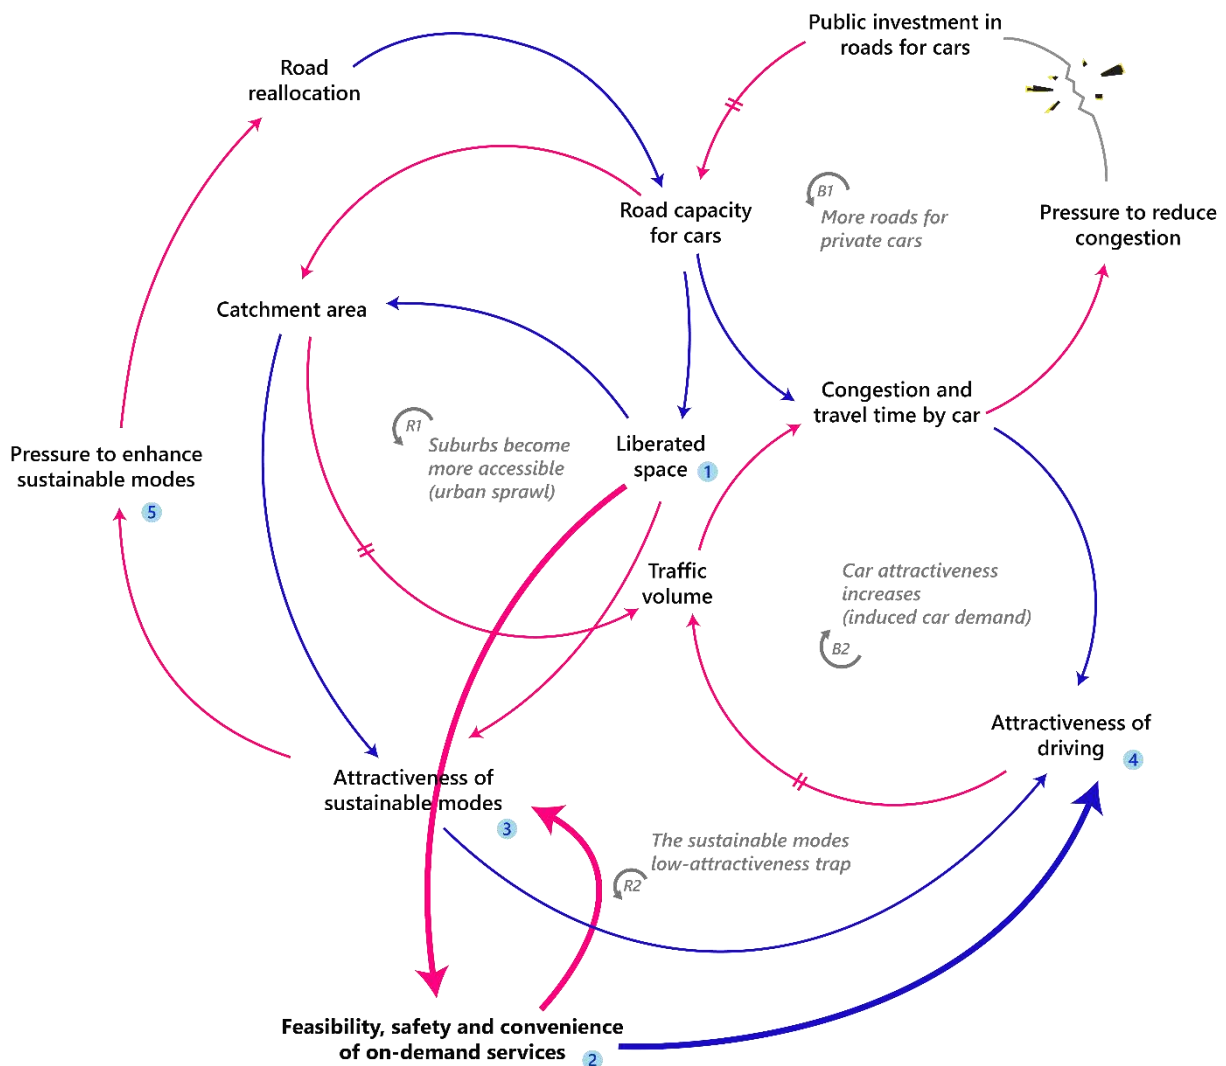 Public investment in
roads for cars
Road
reallocation
B1
More roads for
private cars
Road capacity
for cars
Pressure to reduce
congestion
Catchment area
Congestion and
travel time by car
R1
Suburbs become
more accessible
(urban sprawl)
Liberated
space 1
Pressure to enhance
sustainable modes
5
Traffic
volume
Car attractiveness
increases
(induced car demand)
B2
Attractiveness of
driving
4
Attractiveness of
sustainable modes
3
The sustainable modes
low-attractiveness trap
R2
Feasibility, safety and convenience
of on-demand services 2